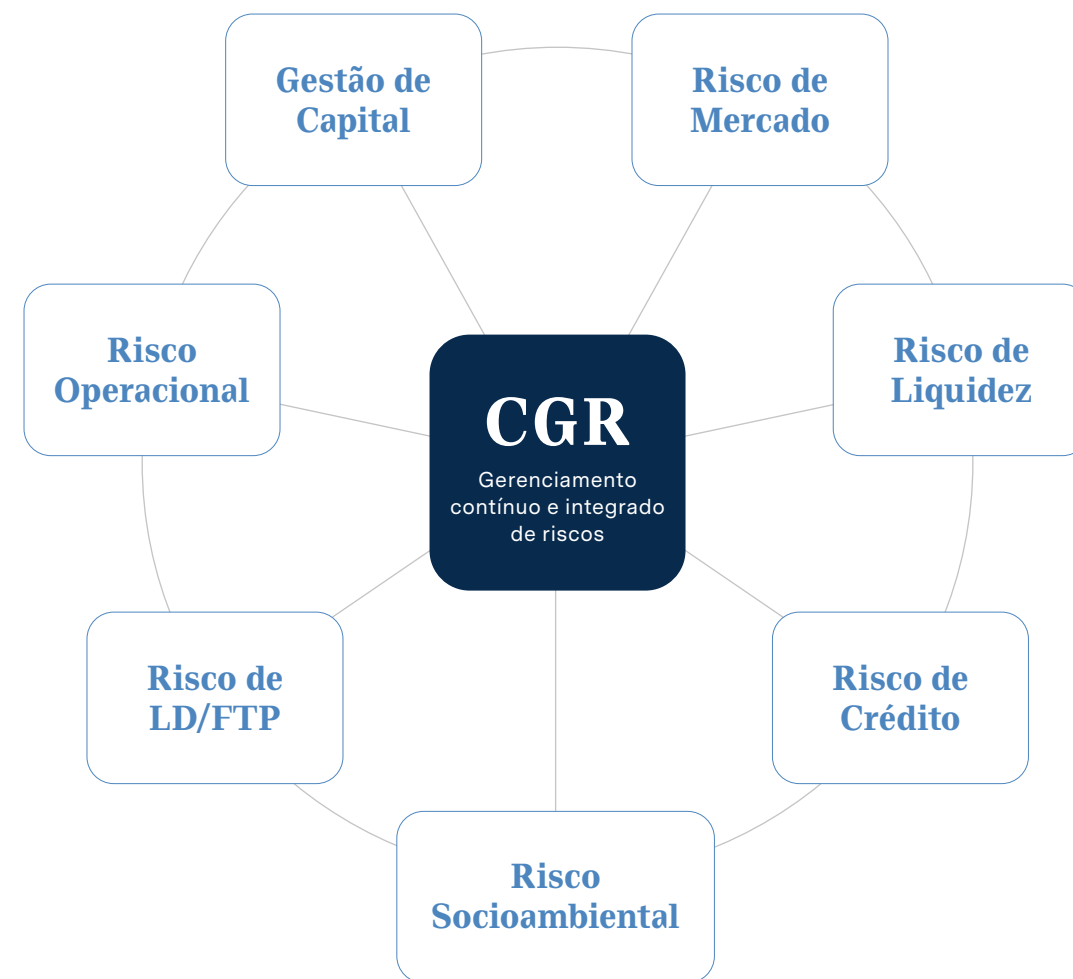 Gestão de
Capital
Risco de
Mercado
Risco
Operacional
Risco de
Liquidez
CGR
Gerenciamento
contínuo e integrado
de riscos
Risco de
LD/FTP
Risco de
Crédito
Risco
Socioambiental